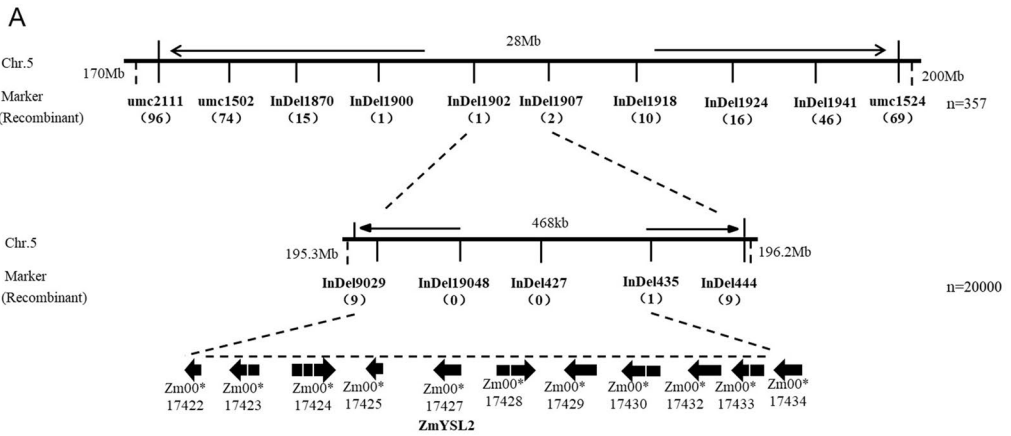 A
28Mb
Chr.5
170Mb
200Mb
Marker
umc2111 umc1502 InDel1870 InDel1900 InDel1902 InDel1907 InDel1918 InDel1924 InDel1941 umc1524
n=357
(Recombinant)
(96) (74) (15) (1) (1) (2) (10) (16) (46) (69)
468kb
Chr.5
195.3Mb
196.2Mb
Marker
InDel9029 InDel19048 InDel427 InDel435 InDel444
n=20000
(Recombinant)
(9) (0) (0) (1) (9)
Zm00* Zm00* Zm00* Zm00* Zm00* Zm00* Zm00* Zm00* Zm00* Zm00* Zm00*
17422 17423 17424 17425 17427 17428 17429 17430 17432 17433 17434
ZmYSL2